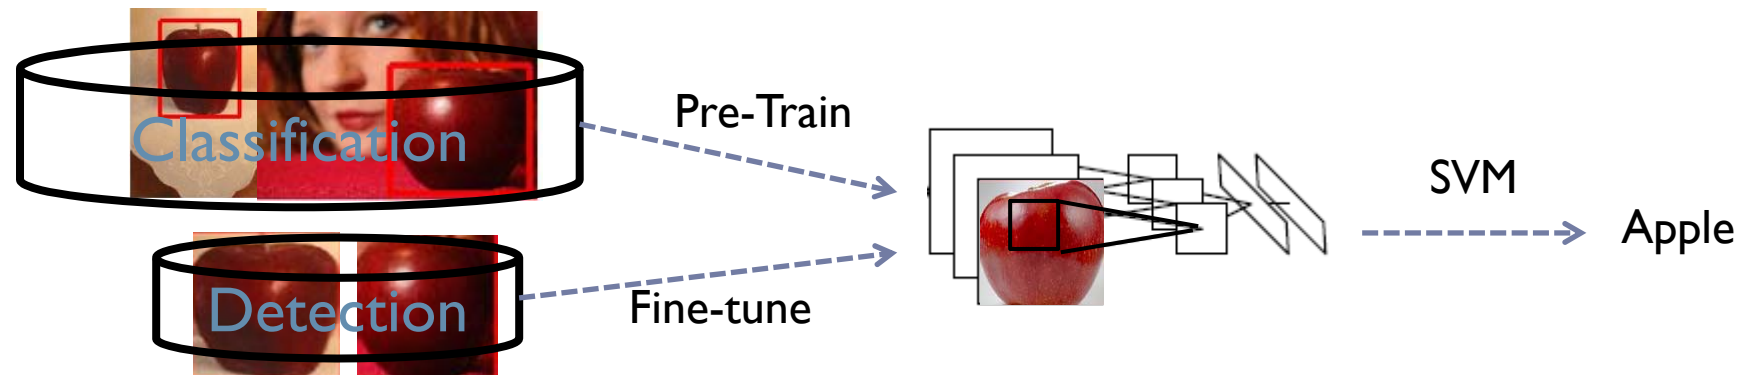 Classification
Pre-Train
SVM
Apple
Detection
Fine-tune